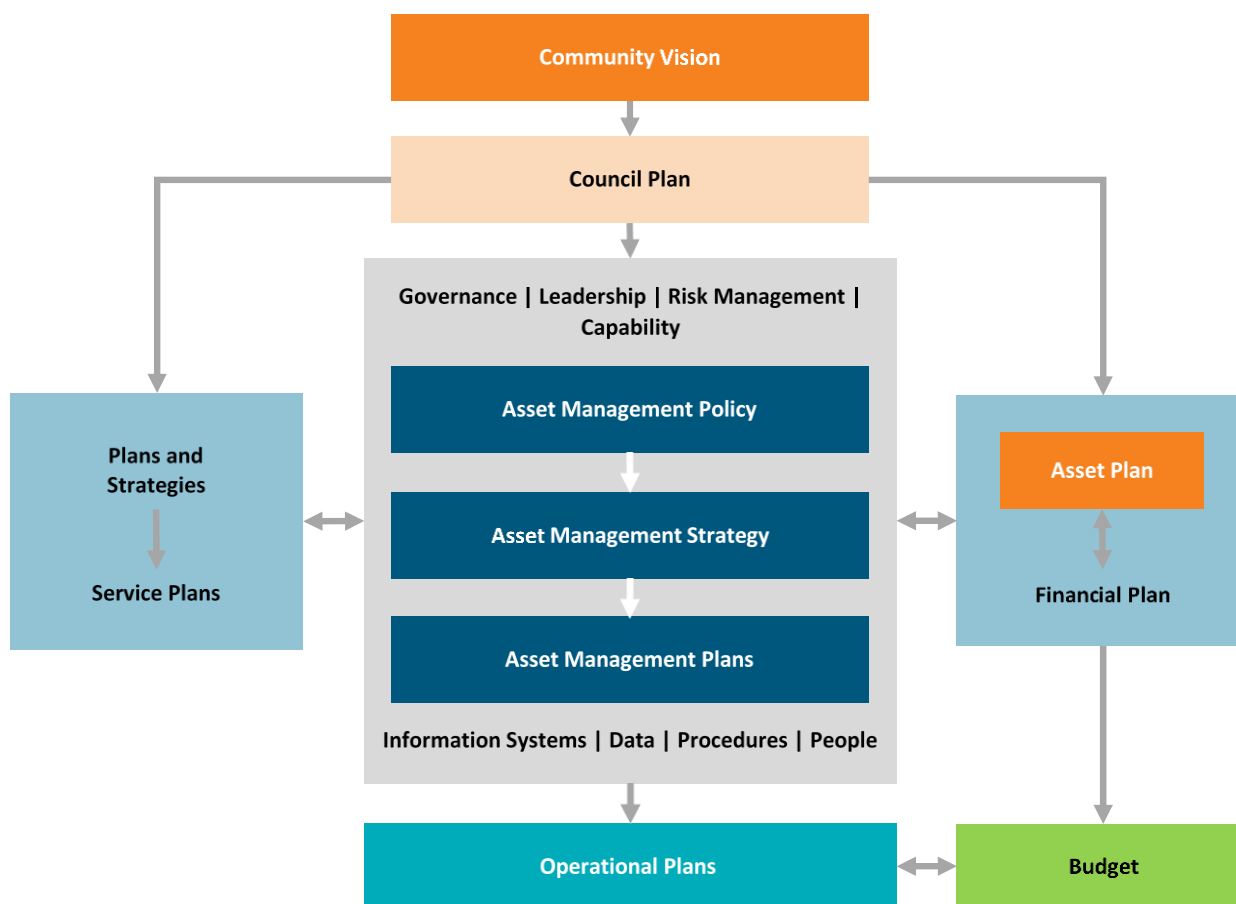 Community Vision
Council Plan
Governance | Leadership | Risk Management |
Capability
Asset Management Policy
Plans and
Strategies
Asset Plan
Asset Management Strategy
Service Plans
Financial Plan
Asset Management Plans
Information Systems | Data | Procedures | People
Operational Plans
Budget